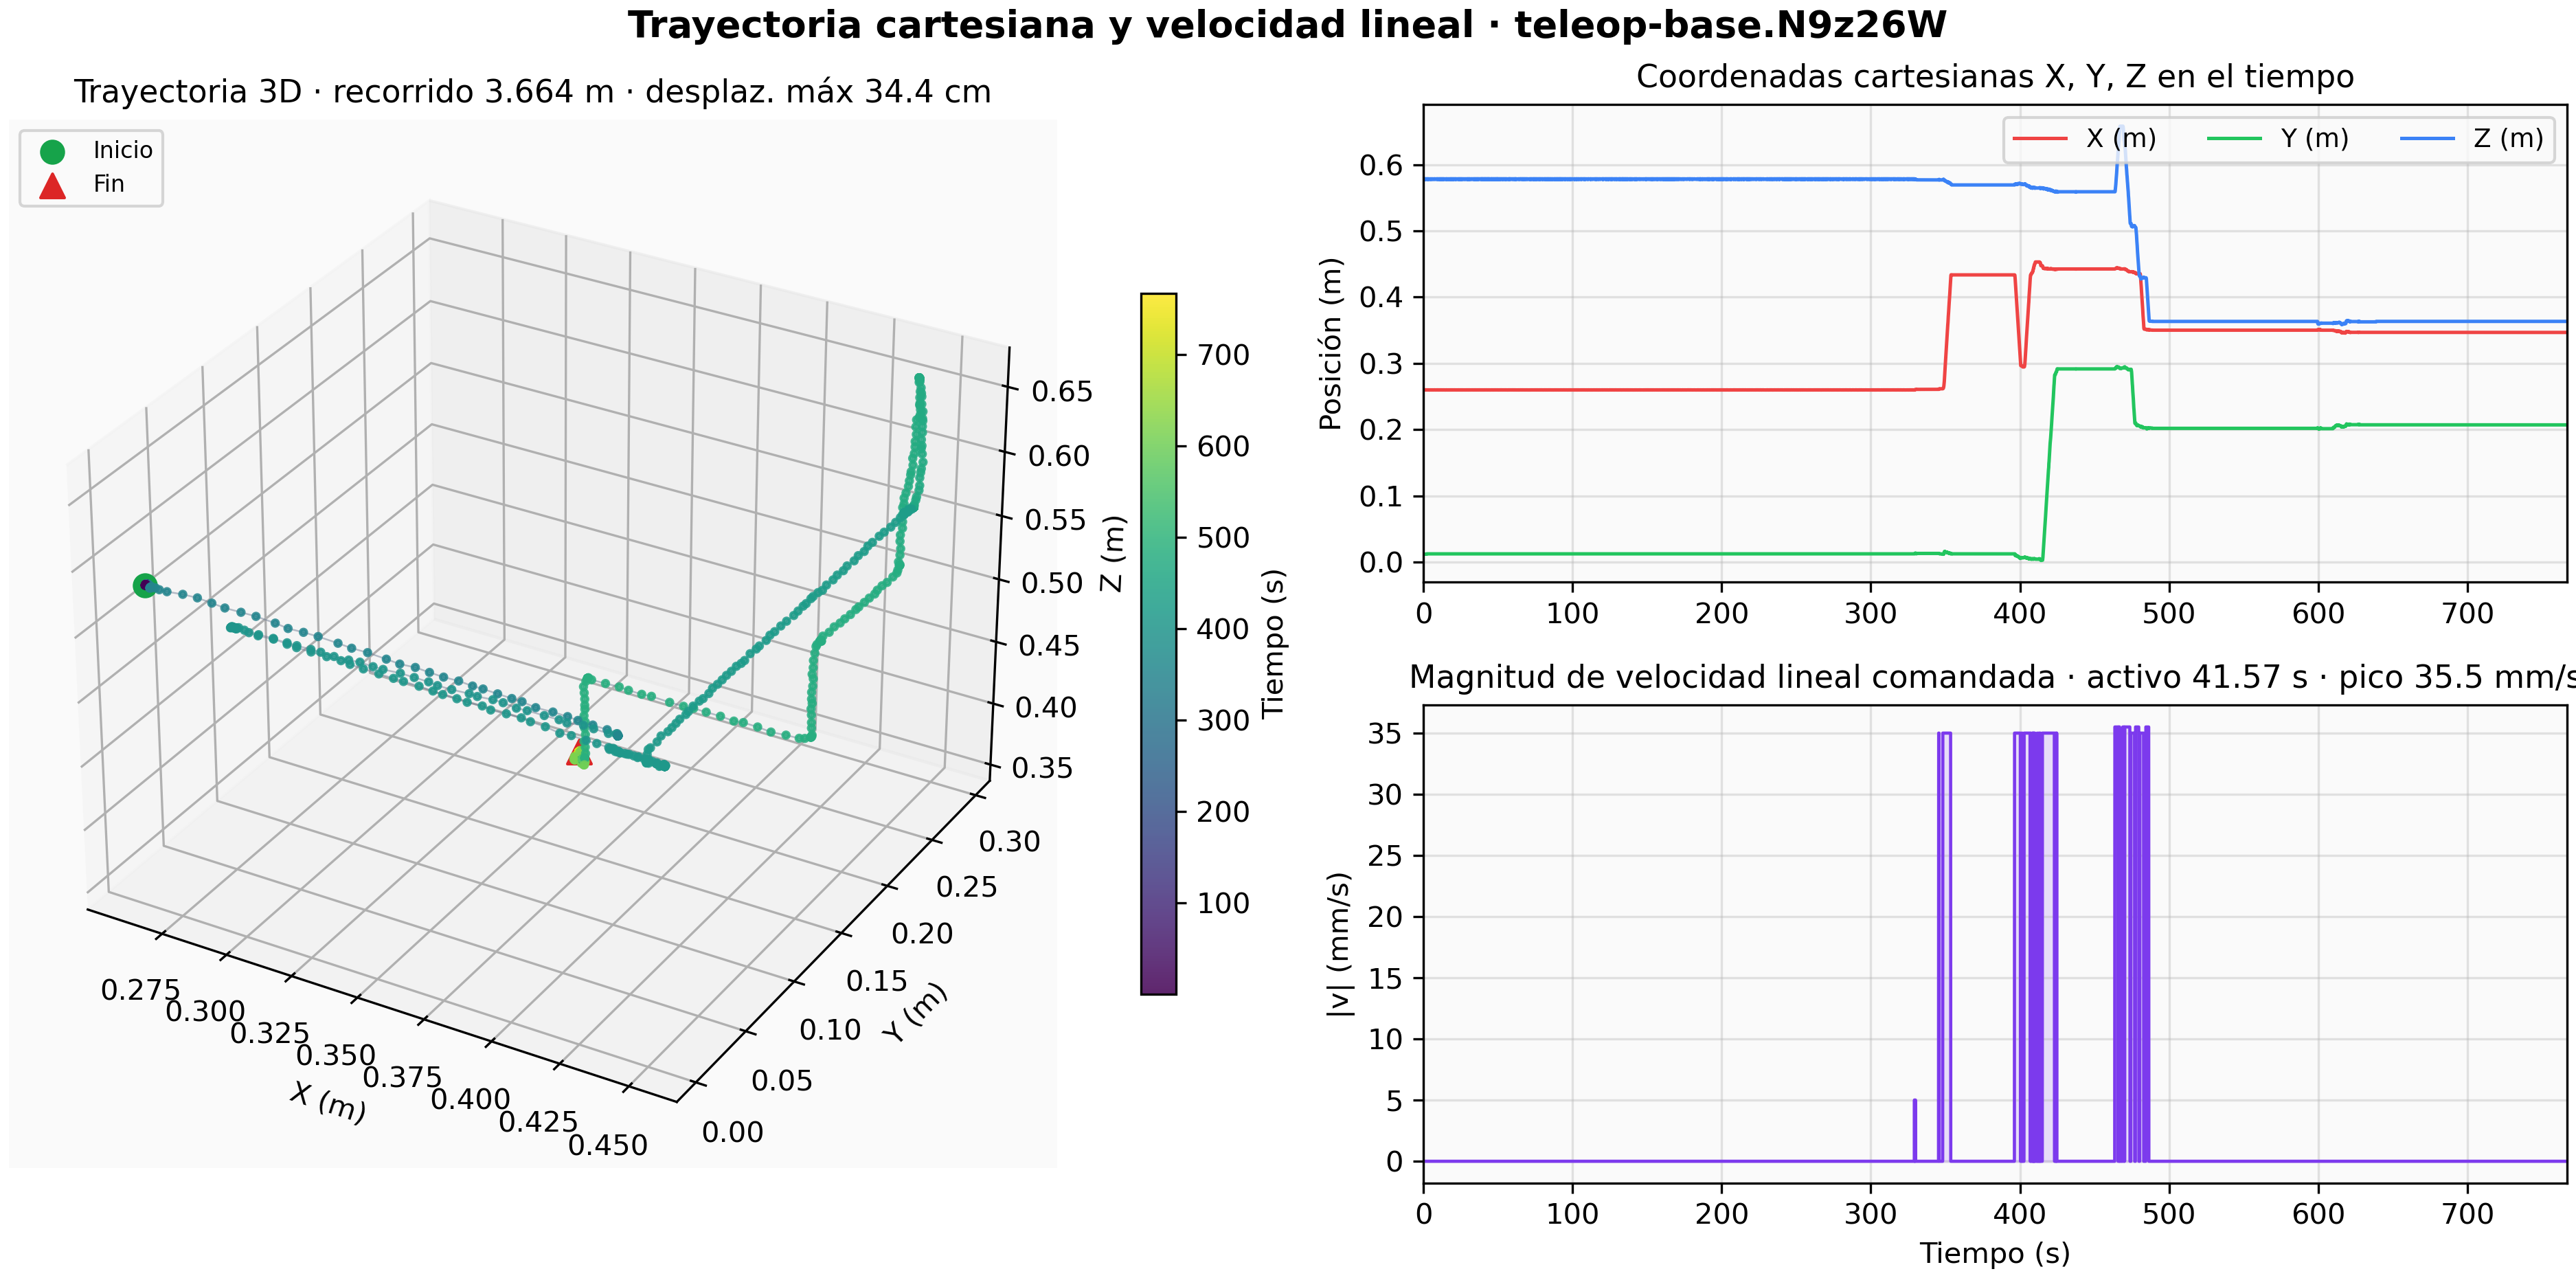 Trayectoria cartesiana y velocidad lineal · teleop-base.N9z26W
Trayectoria 3D · recorrido 3.664 m · desplaz. máx 34.4 cm
Inicio
Fin
0.65
0.60
0.55
0.50
0.45
0.40
0.35
Z (m)
0.30
0.25
0.20
0.15
0.10
0.05
0.00
Y (m)
0.275
0.300
0.325
0.350
0.375
0.400
0.425
0.450
X (m)
700
600
500
400
300
200
100
Tiempo (s)
Coordenadas cartesianas X, Y, Z en el tiempo
X (m) Y (m) Z (m)
0.6
0.5
0.4
0.3
0.2
0.1
0.0
Posición (m)
0 100 200 300 400 500 600 700
Magnitud de velocidad lineal comandada · activo 41.57 s · pico 35.5 mm/s
35
30
25
20
15
10
5
0
|v| (mm/s)
0 100 200 300 400 500 600 700
Tiempo (s)